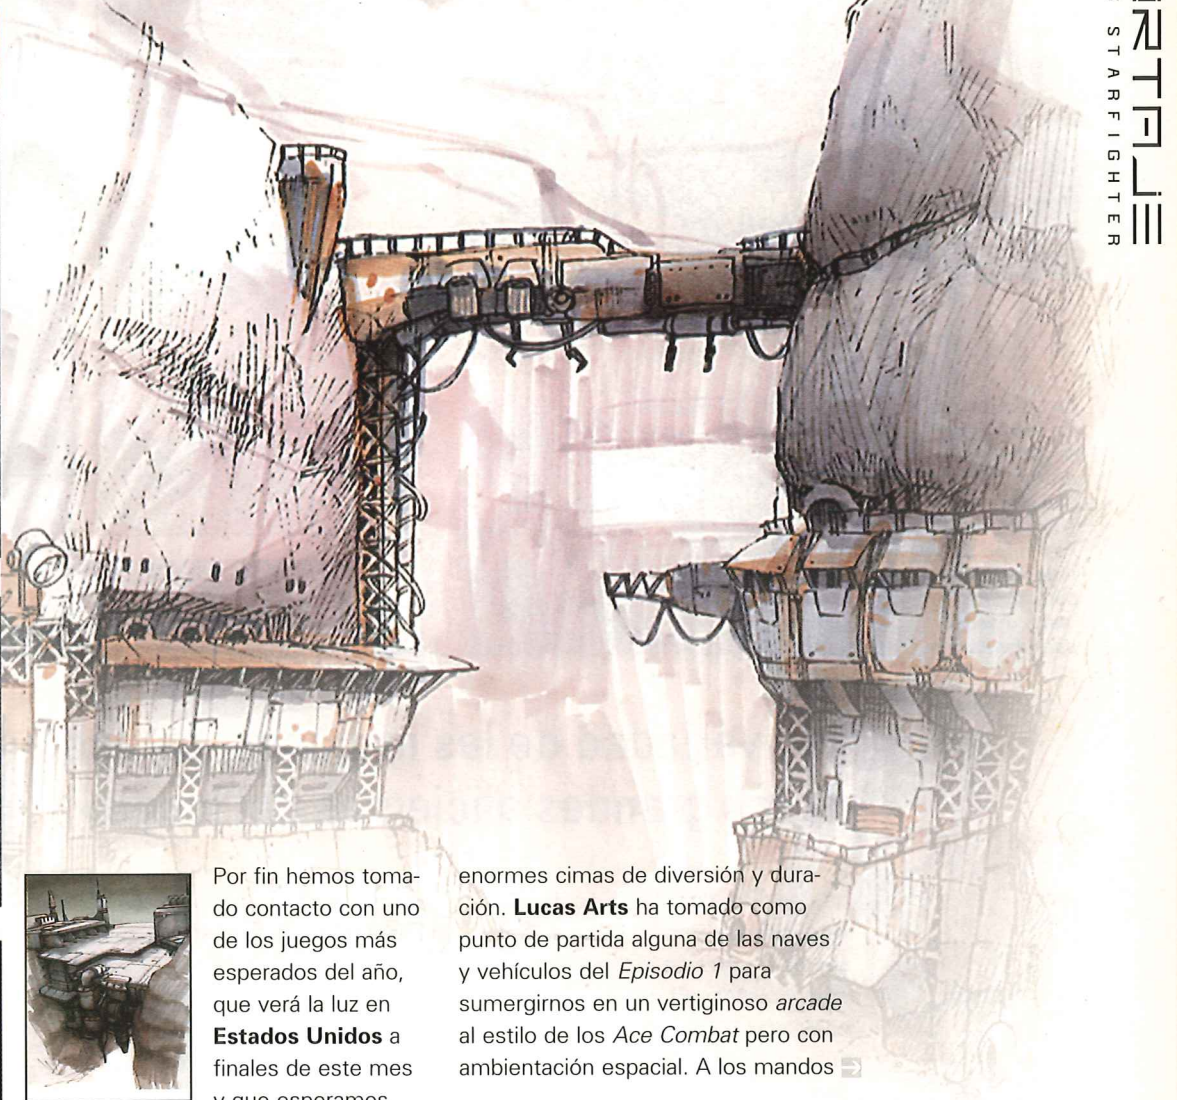 RTAJE
STARFIGHTER
Por fin hemos toma-
do contacto con uno
de los juegos más
esperados del año,
que verá la luz en
Estados Unidos a
finales de este mes
y que esperamos
enormes cimas de diversión y dura-
ción. Lucas Arts ha tomado como
punto de partida alguna de las naves
y vehículos del Episodio 1 para
sumergirnos en un vertiginoso arcade
al estilo de los Ace Combat pero con
ambientación espacial. A los mandos